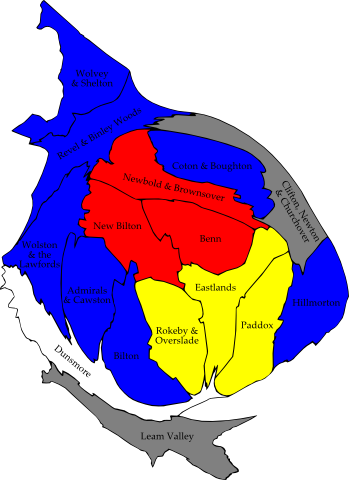 Wolvey
& Shilton
Revel & Binley Woods
Coton & Boughton
Clifton, Newton
& Churchover
Newbold & Brownsover
New Bilton
Benn
Wolston
& the
Lawfords
Admirals
& Cawston
Eastlands
Hillmorton
Rokeby &
Overslade
Paddox
Bilton
Dunsmore
Leam Valley